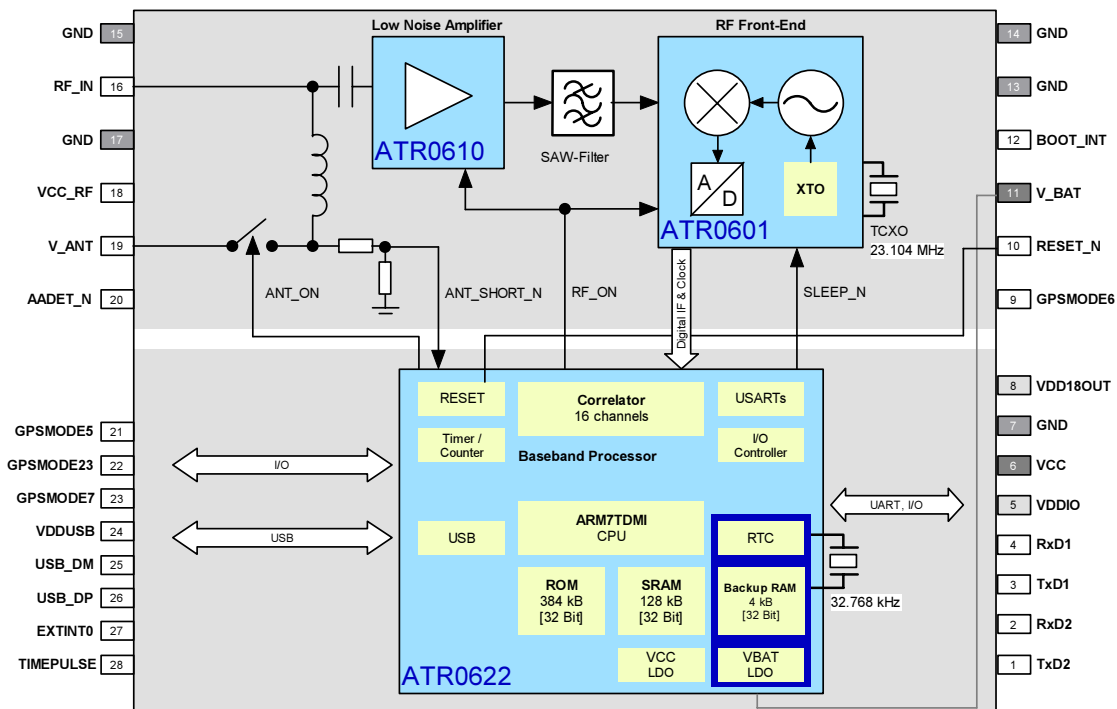 Low Noise Amplifier
RF Front-End
GND 15
RF_IN 16
GND 17
VCC_RF 18
V_ANT 19
AADET_N 20
14 GND
13 GND
12 BOOT_INT
11 V_BAT
10 RESET_N
9 GPSMODE6
ATR0610
SAW-Filter
A
D
XTO
ATR0601
TCXO
23.104 MHz
ANT_ON
ANT_SHORT_N
RF_ON
Digital IF & Clock
SLEEP_N
GPSMODE5 21
GPSMODE23 22
GPSMODE7 23
VDDUSB 24
USB_DM 25
USB_DP 26
EXTINT0 27
TIMEPULSE 28
I/O
USB
RESET
Correlator
16 channels
USARTs
Timer /
Counter
I/O
Controller
Baseband Processor
USB
ARM7TDMI
CPU
RTC
ROM
384 kB
[32 Bit]
SRAM
128 kB
[32 Bit]
Backup RAM
4 kB
[32 Bit]
VCC
LDO
VBAT
LDO
ATR0622
32.768 kHz
UART, I/O
8 VDD18OUT
7 GND
6 VCC
5 VDDIO
4 RxD1
3 TxD1
2 RxD2
1 TxD2